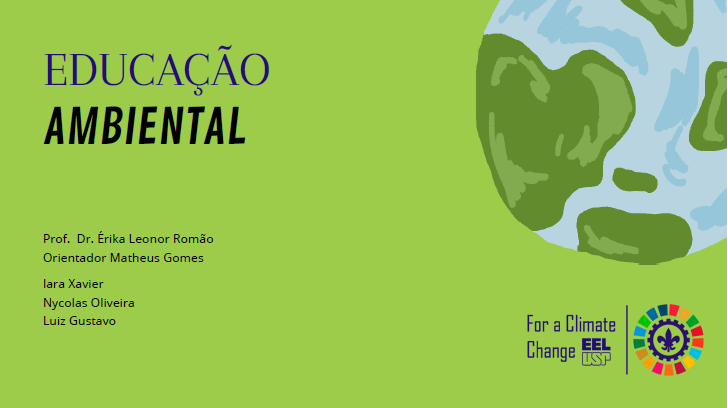 EDUCAÇÃO
AMBIENTAL
Prof.  Dr. Érika Leonor Romão
Orientador Matheus Gomes
Iara Xavier
Nycolas Oliveira
Luiz Gustavo
For a Climate
Change EEL
USP